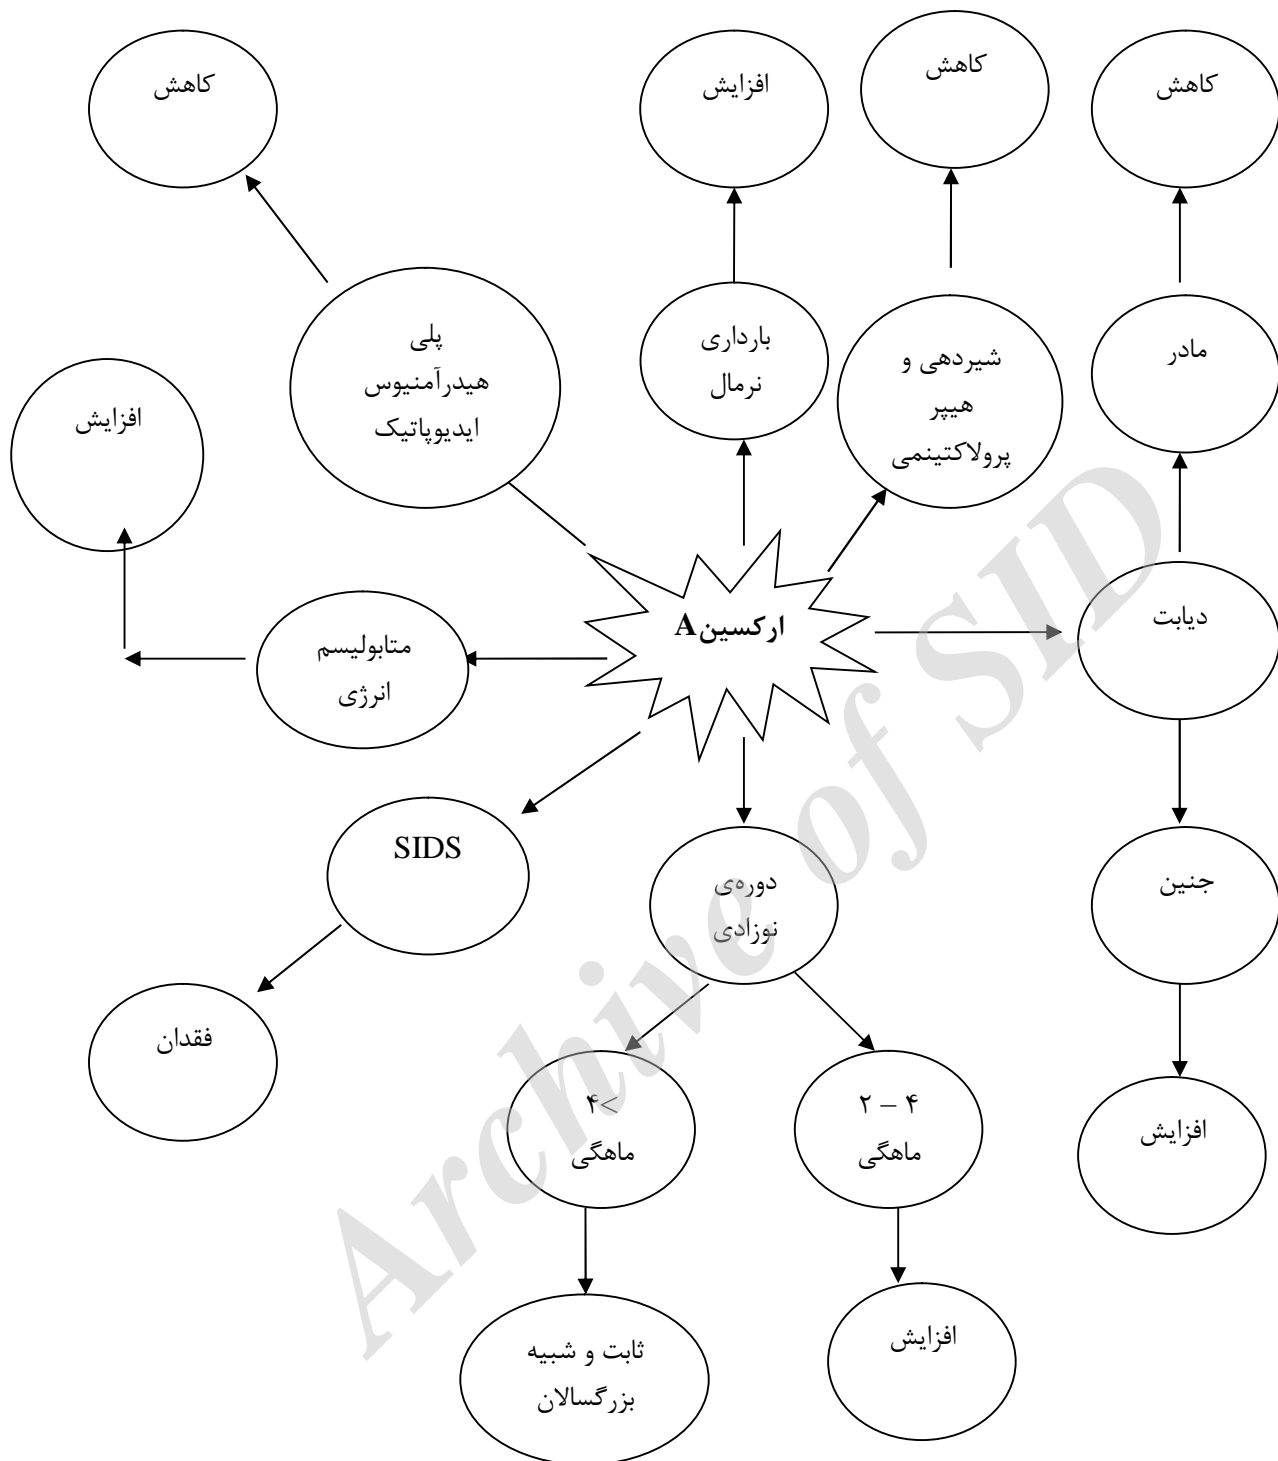 کاهش
افزایش
کاهش
کاهش
پلی
هیدرآمنیوس
ایدیوپاتیک
بارداری
نرمال
شیردهی و
هیپر
پرولاکتینمی
مادر
افزایش
ارکسینA
دیابت
متابولیسم
انرژی
SIDS
دوره‌ی
نوزادی
جنین
فقدان
۴<
ماهگی
۲ – ۴
ماهگی
افزایش
ثابت و شبیه
بزرگسالان
افزایش
Archive of SID